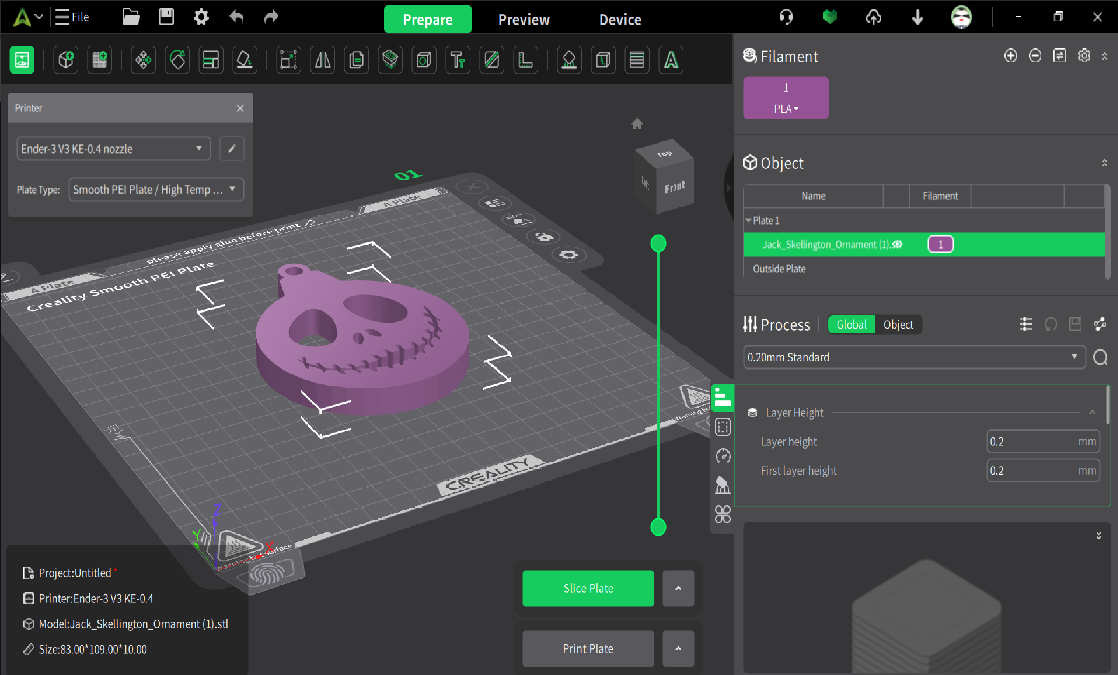 File
Prepare
Preview
Device
Printer
Ender-3 V3 KE-0.4 nozzle
Plate Type:
Smooth PEI Plate / High Temp ...
01
A Plate
please apply glue before print
A Plate
Creality Smooth PEI Plate
CREALITY
Top
Front
Filament
1
PLA
Object
Name
Filament
Plate 1
Jack_Skellington_Ornament (1).s
1
Outside Plate
Process
Global
Object
0.20mm Standard
Layer Height
Layer height
0.2
mm
First layer height
0.2
mm
Z
Y
X
Project:Untitled*
Printer:Ender-3 V3 KE-0.4
Model:Jack_Skellington_Ornament (1).stl
Size:83.00*109.00*10.00
Slice Plate
Print Plate